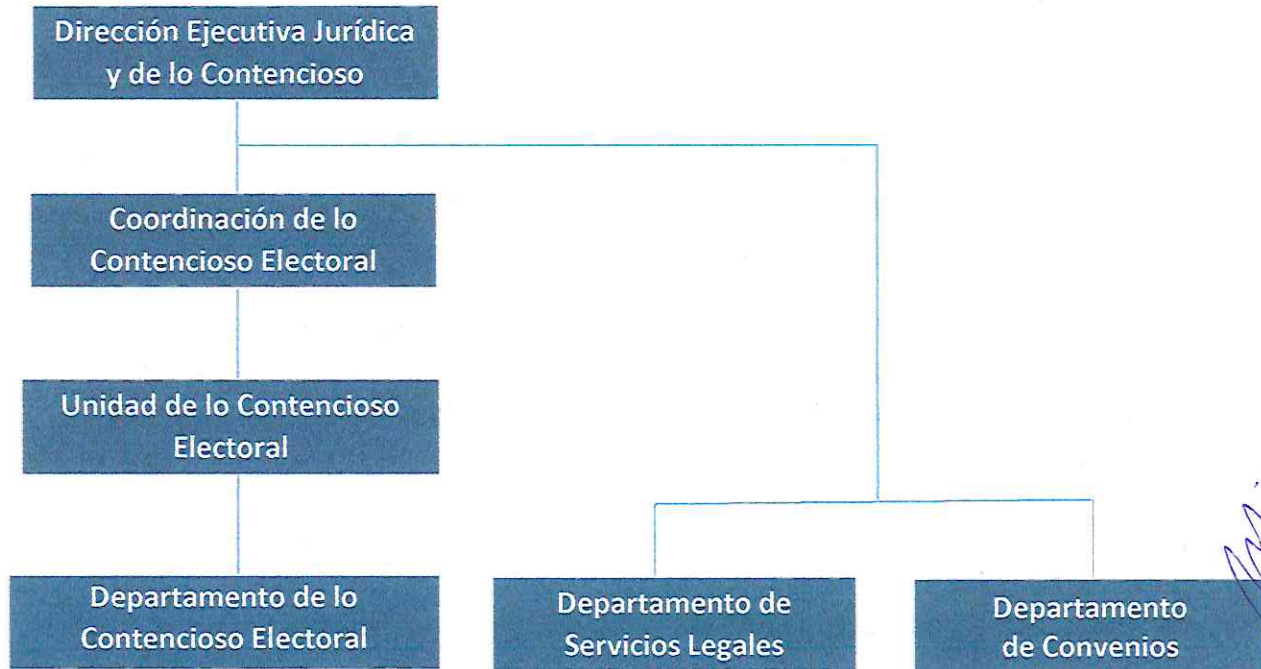 Dirección Ejecutiva Jurídica
y de lo Contencioso
Coordinación de lo
Contencioso Electoral
Unidad de lo Contencioso
Electoral
Departamento de lo
Contencioso Electoral
Departamento de
Servicios Legales
Departamento
de Convenios